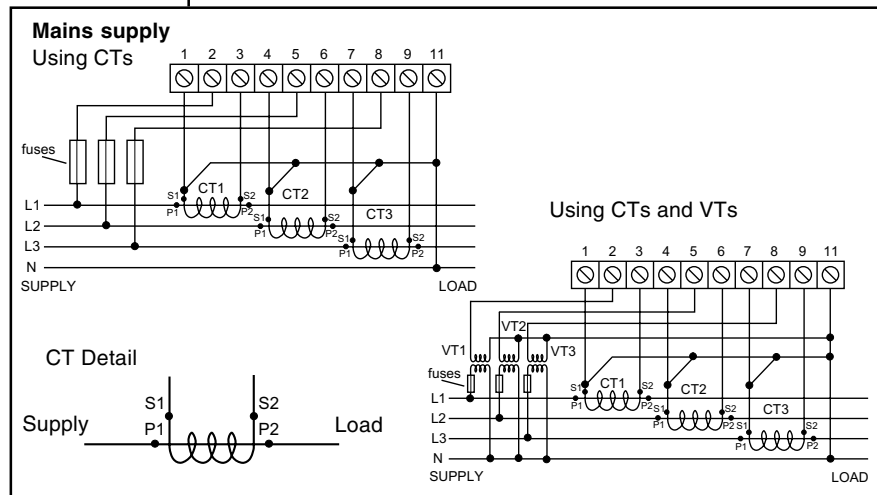 Mains supply
Using CTs
1 2 3 4 5 6 7 8 9 11
fuses
S1 CT1 S2
L1 P1 P2
S1 CT2 S2
L2 P1 P2
S1 CT3 S2
L3 P1 P2
N
SUPPLY LOAD
Using CTs and VTs
1 2 3 4 5 6 7 8 9 11
VT1 VT2 VT3
fuses
S1 CT1 S2
L1 P1 P2
S1 CT2 S2
L2 P1 P2
S1 CT3 S2
L3 P1 P2
N
SUPPLY LOAD
CT Detail
S1 S2
Supply P1 P2 Load